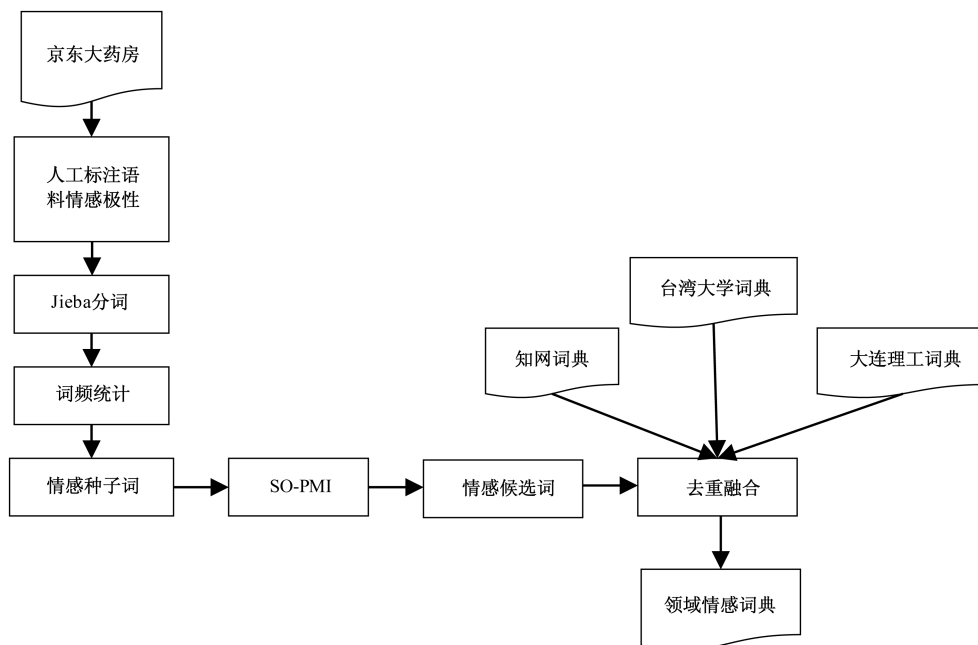 京东大药房
人工标注语
料情感极性
Jieba分词
词频统计
情感种子词
SO-PMI
情感候选词
知网词典
台湾大学词典
大连理工词典
去重融合
领域情感词典